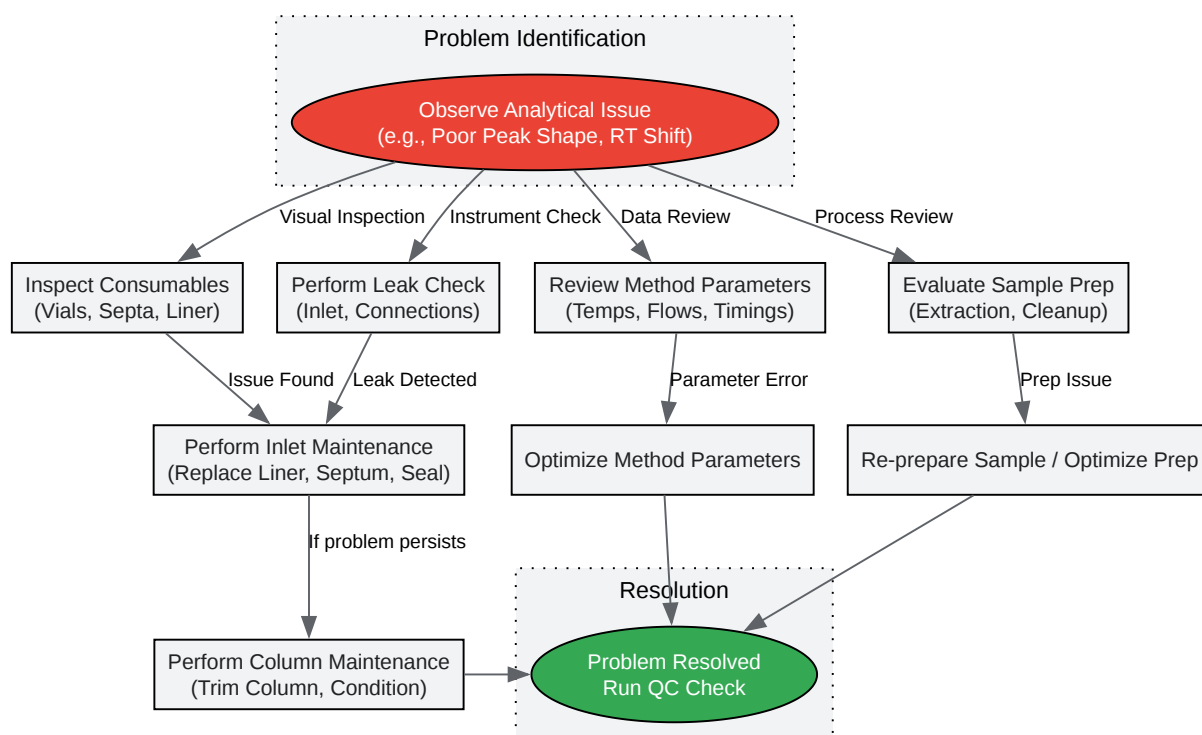 Problem Identification
Observe Analytical Issue
(e.g., Poor Peak Shape, RT Shift)
Visual Inspection
Instrument Check
Data Review
Process Review
Inspect Consumables
(Vials, Septa, Liner)
Perform Leak Check
(Inlet, Connections)
Review Method Parameters
(Temps, Flows, Timings)
Evaluate Sample Prep
(Extraction, Cleanup)
Issue Found
Leak Detected
Parameter Error
Prep Issue
Perform Inlet Maintenance
(Replace Liner, Septum, Seal)
Optimize Method Parameters
Re-prepare Sample / Optimize Prep
If problem persists
Resolution
Perform Column Maintenance
(Trim Column, Condition)
Problem Resolved
Run QC Check